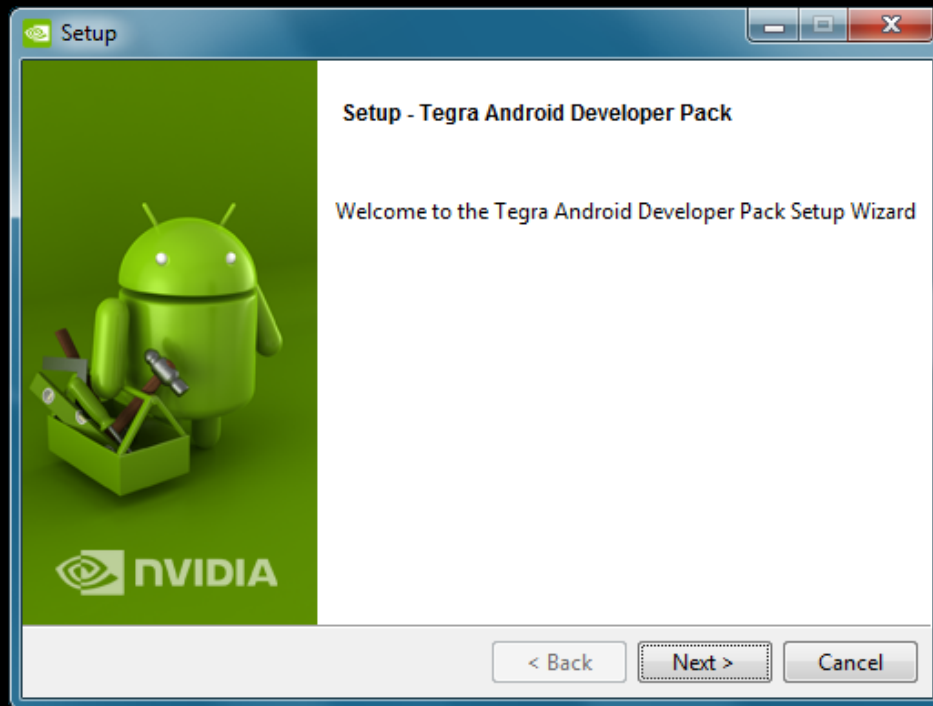 Setup
Setup - Tegra Android Developer Pack
Welcome to the Tegra Android Developer Pack Setup Wizard
NVIDIA
< Back
Next >
Cancel